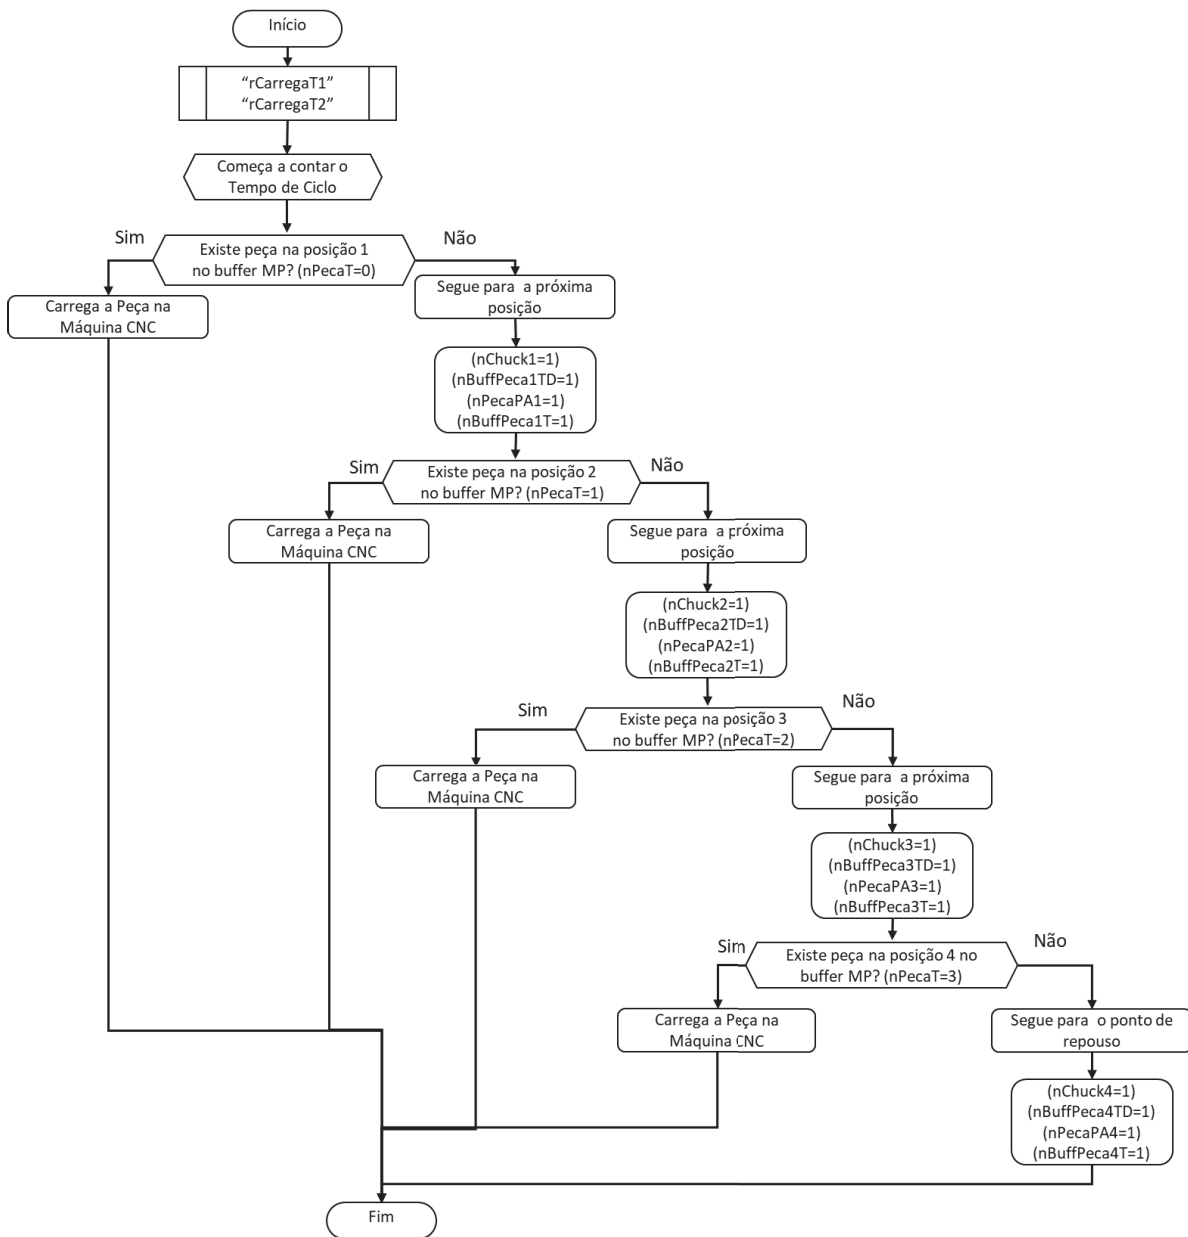 Início
“rCarregaT1”
“rCarregaT2”
Começa a contar o
Tempo de Ciclo
Sim
Existe peça na posição 1
no buffer MP? (nPecaT=0)
Não
Carrega a Peça na
Máquina CNC
Segue para a próxima
posição
(nChuck1=1)
(nBuffPeca1TD=1)
(nPecaPA1=1)
(nBuffPeca1T=1)
Sim
Existe peça na posição 2
no buffer MP? (nPecaT=1)
Não
Carrega a Peça na
Máquina CNC
Segue para a próxima
posição
(nChuck2=1)
(nBuffPeca2TD=1)
(nPecaPA2=1)
(nBuffPeca2T=1)
Sim
Existe peça na posição 3
no buffer MP? (nPecaT=2)
Não
Carrega a Peça na
Máquina CNC
Segue para a próxima
posição
(nChuck3=1)
(nBuffPeca3TD=1)
(nPecaPA3=1)
(nBuffPeca3T=1)
Sim
Existe peça na posição 4 no
buffer MP? (nPecaT=3)
Não
Carrega a Peça na
Máquina CNC
Segue para o ponto de
repouso
(nChuck4=1)
(nBuffPeca4TD=1)
(nPecaPA4=1)
(nBuffPeca4T=1)
Fim